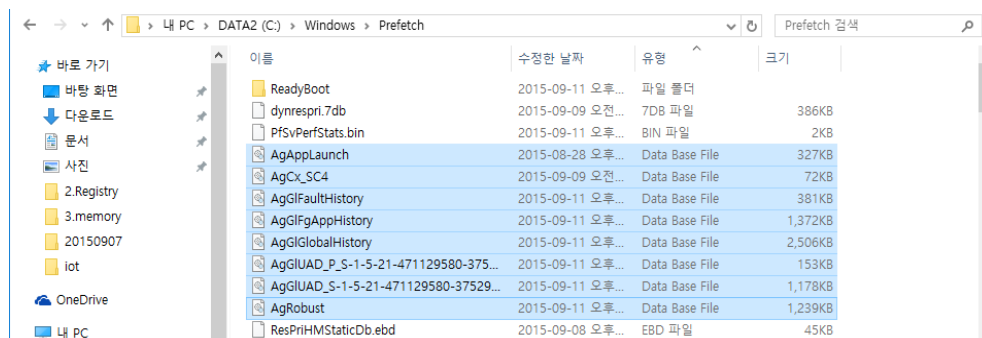 내 PC > DATA2 (C:) > Windows > Prefetch Prefetch 검색
이름 수정한 날짜 유형 크기
바로 가기
바탕 화면
다운로드
문서
사진
2.Registry
3.memory
20150907
iot
OneDrive
내 PC
ReadyBoot 2015-09-11 오후... 파일 폴더
dynrespri.7db 2015-09-09 오전... 7DB 파일 386KB
PfSvPerfStats.bin 2015-09-11 오후... BIN 파일 2KB
AgAppLaunch 2015-08-28 오후... Data Base File 327KB
AgCx_SC4 2015-09-09 오전... Data Base File 72KB
AgGlFaultHistory 2015-09-11 오후... Data Base File 381KB
AgGlFgAppHistory 2015-09-11 오후... Data Base File 1,372KB
AgGlGlobalHistory 2015-09-11 오후... Data Base File 2,506KB
AgGlUAD_P_S-1-5-21-471129580-375... 2015-09-11 오후... Data Base File 153KB
AgGlUAD_S-1-5-21-471129580-37529... 2015-09-11 오후... Data Base File 1,178KB
AgRobust 2015-09-11 오후... Data Base File 1,239KB
ResPriHMStaticDb.ebd 2015-09-08 오후... EBD 파일 45KB